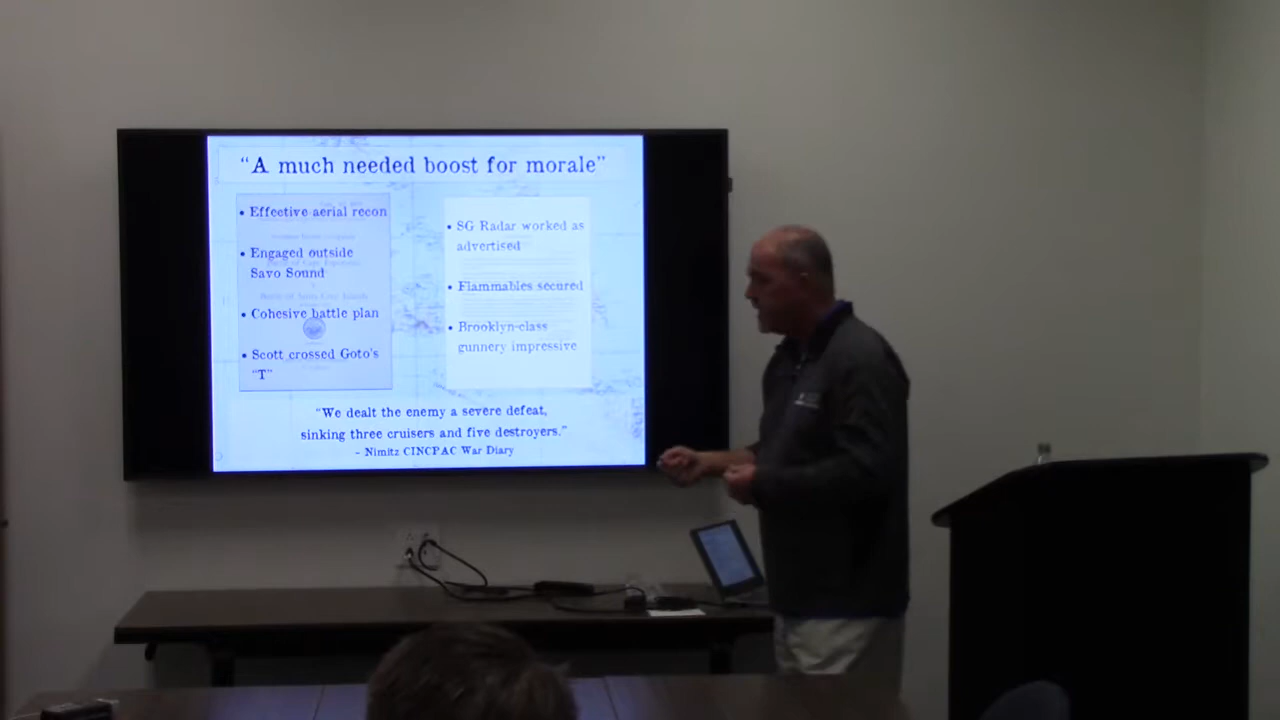 “A much needed boost for morale”
• Effective aerial recon
• Engaged outside
Savo Sound
• Cohesive battle plan
• Scott crossed Goto's
“T”
• SG Radar worked as
advertised
• Flammables secured
• Brooklyn-class
gunnery impressive
“We dealt the enemy a severe defeat,
sinking three cruisers and five destroyers.”
– Nimitz CINCPAC War Diary